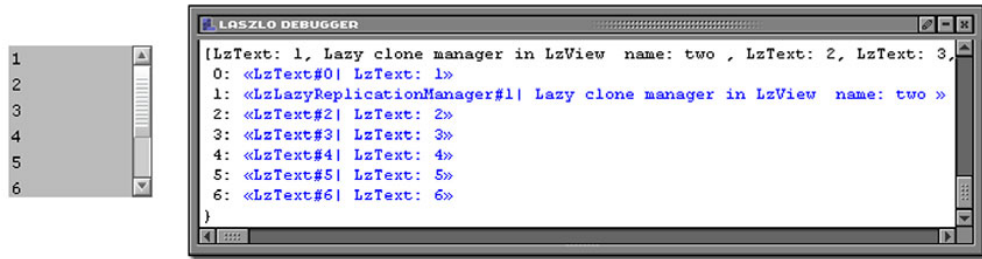 1
2
3
4
5
6
LASZLO DEBUGGER
[LzText: 1, Lazy clone manager in LzView  name: two , LzText: 2, LzText: 3,
0: «LzText#0| LzText: 1»
1: «LzLazyReplicationManager#1| Lazy clone manager in LzView  name: two »
2: «LzText#2| LzText: 2»
3: «LzText#3| LzText: 3»
4: «LzText#4| LzText: 4»
5: «LzText#5| LzText: 5»
6: «LzText#6| LzText: 6»
}